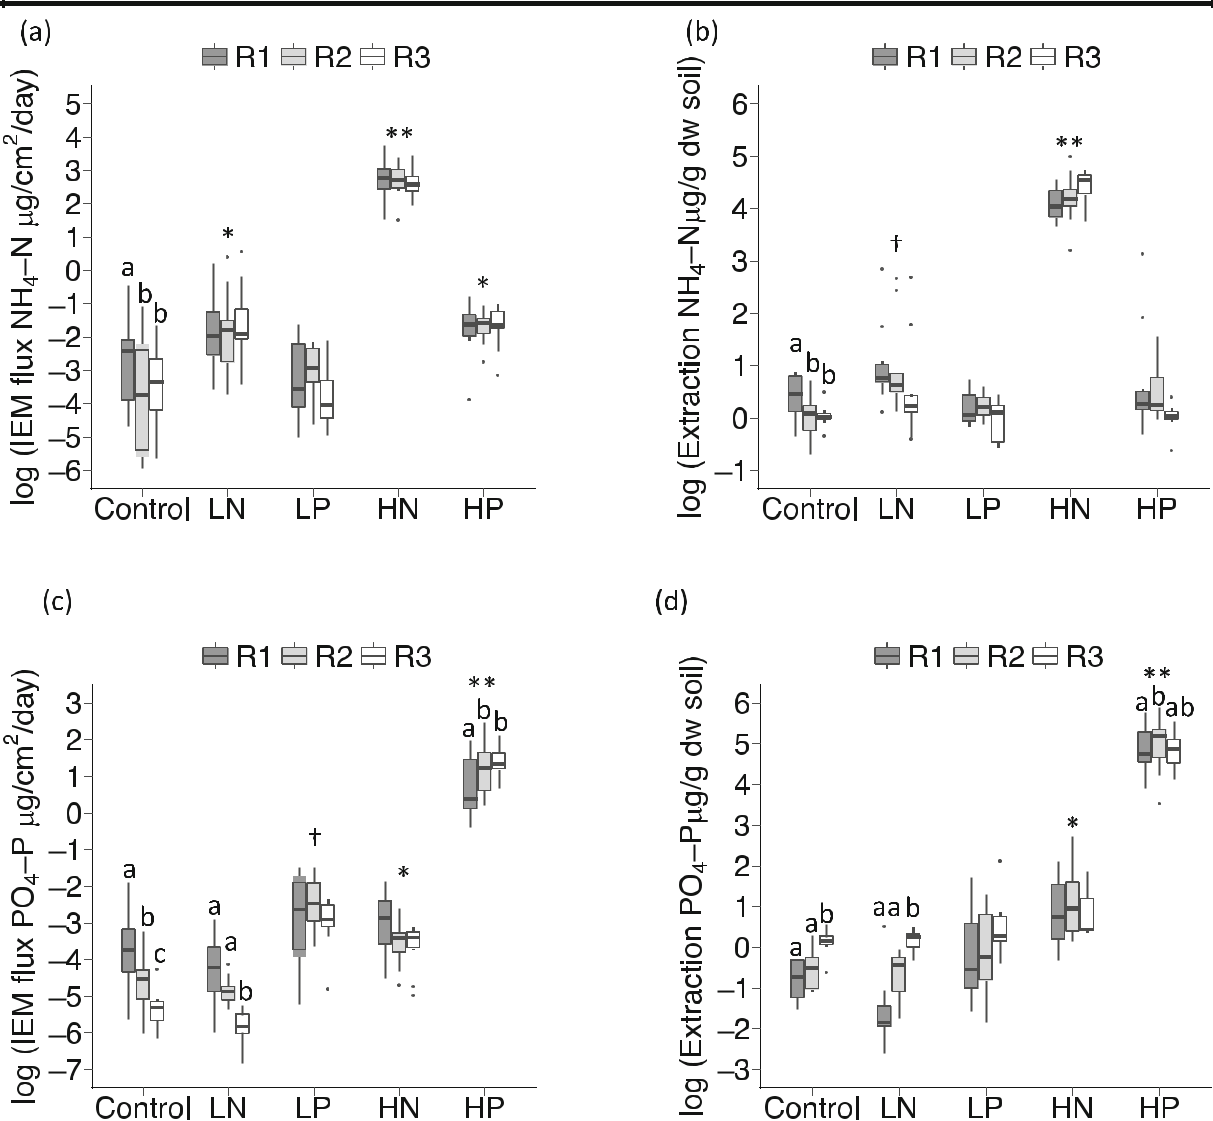 (a)
R1 R2 R3
log (IEM flux NH4–N µg/cm2/day)
5
4
3
2
1
0
−1
−2
−3
−4
−5
−6
a
b
b
*
**
*
Control LN LP HN HP
(b)
R1 R2 R3
log (Extraction NH4–Nµg/g dw soil)
6
5
4
3
2
1
0
−1
a
b
b
†
**
Control LN LP HN HP
(c)
R1 R2 R3
log (IEM flux PO4–P µg/cm2/day)
3
2
1
0
−1
−2
−3
−4
−5
−6
−7
a
b
c
a
a
b
†
*
**
a
b
b
Control LN LP HN HP
(d)
R1 R2 R3
log (Extraction PO4–Pµg/g dw soil)
6
5
4
3
2
1
0
−1
−2
−3
a
a
b
aa b
*
**
a b ab
Control LN LP HN HP